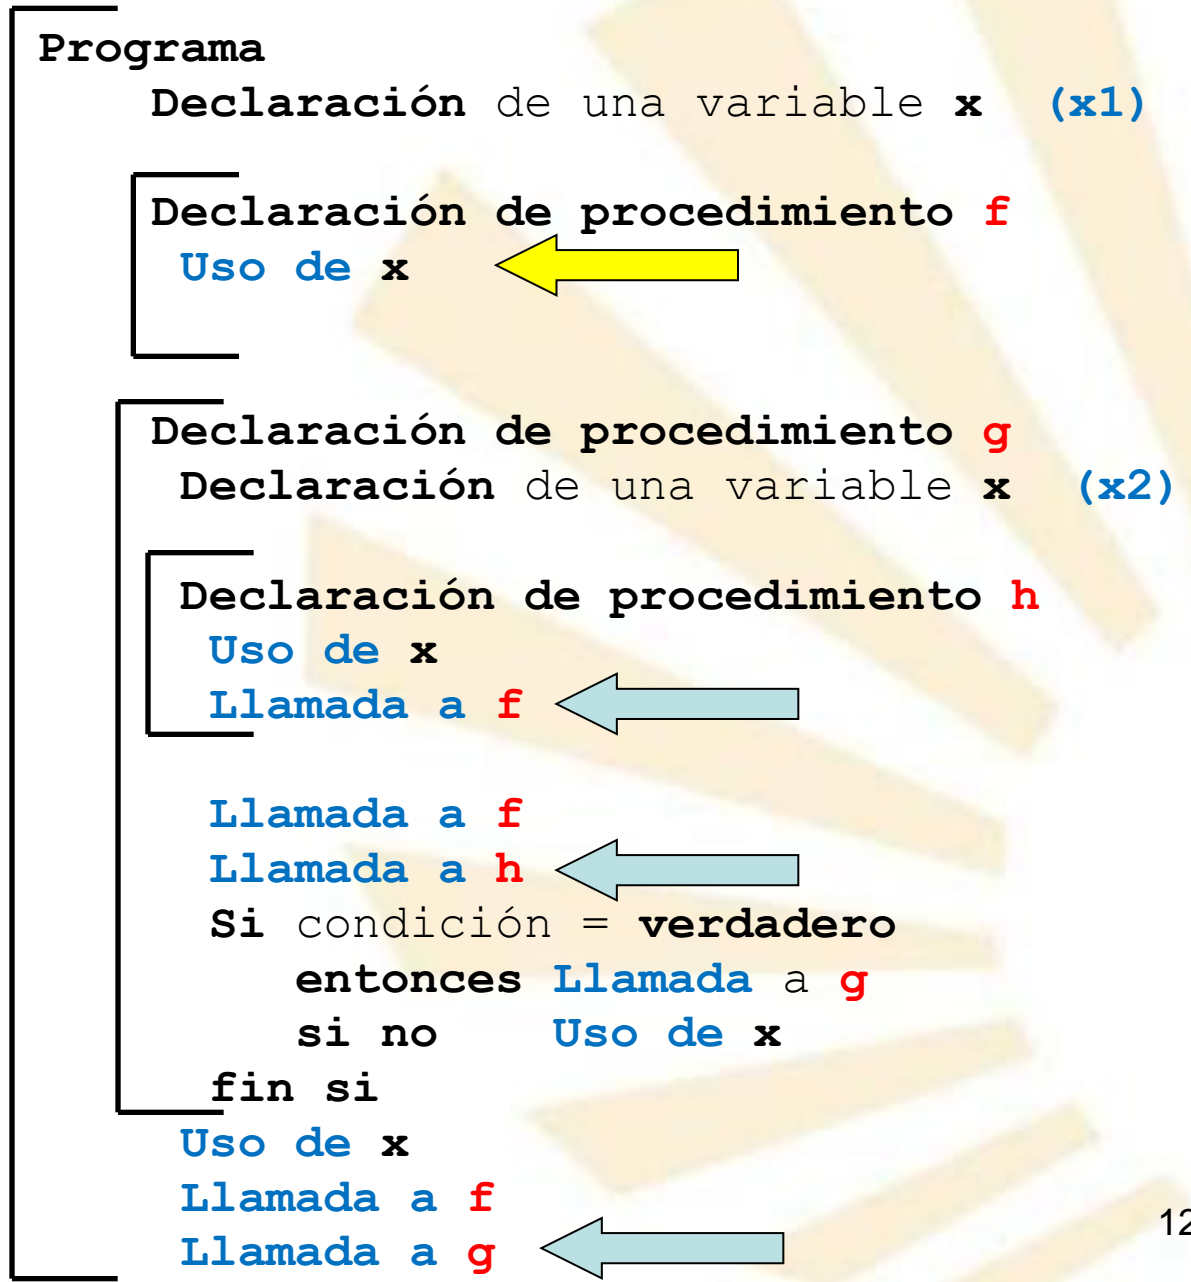 Programa
Declaración de una variable x (x1)
Declaración de procedimiento f
Uso de x
Declaración de procedimiento g
Declaración de una variable x (x2)
Declaración de procedimiento h
Uso de x
Llamada a f
Llamada a f
Llamada a h
Si condición = verdadero
entonces Llamada a g
si no Uso de x
fin si
Uso de x
Llamada a f
Llamada a g
12